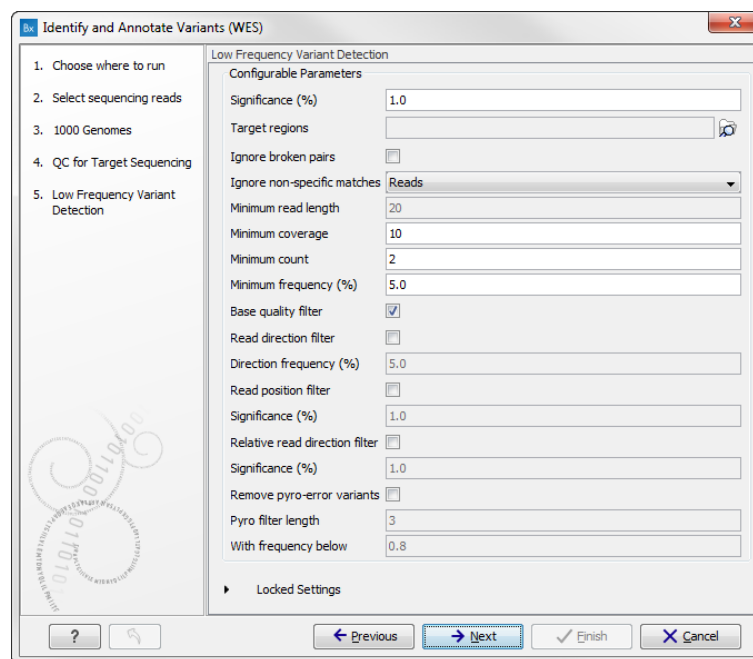 Bx Identify and Annotate Variants (WES)
x
1. Choose where to run
2. Select sequencing reads
3. 1000 Genomes
4. QC for Target Sequencing
5. Low Frequency Variant
Detection
Low Frequency Variant Detection
Configurable Parameters
Significance (%) 1.0
Target regions
Ignore broken pairs
Ignore non-specific matches Reads
Minimum read length 20
Minimum coverage 10
Minimum count 2
Minimum frequency (%) 5.0
Base quality filter
Read direction filter
Direction frequency (%) 5.0
Read position filter
Significance (%) 1.0
Relative read direction filter
Significance (%) 1.0
Remove pyro-error variants
Pyro filter length 3
With frequency below 0.8
Locked Settings
? Previous Next Finish Cancel